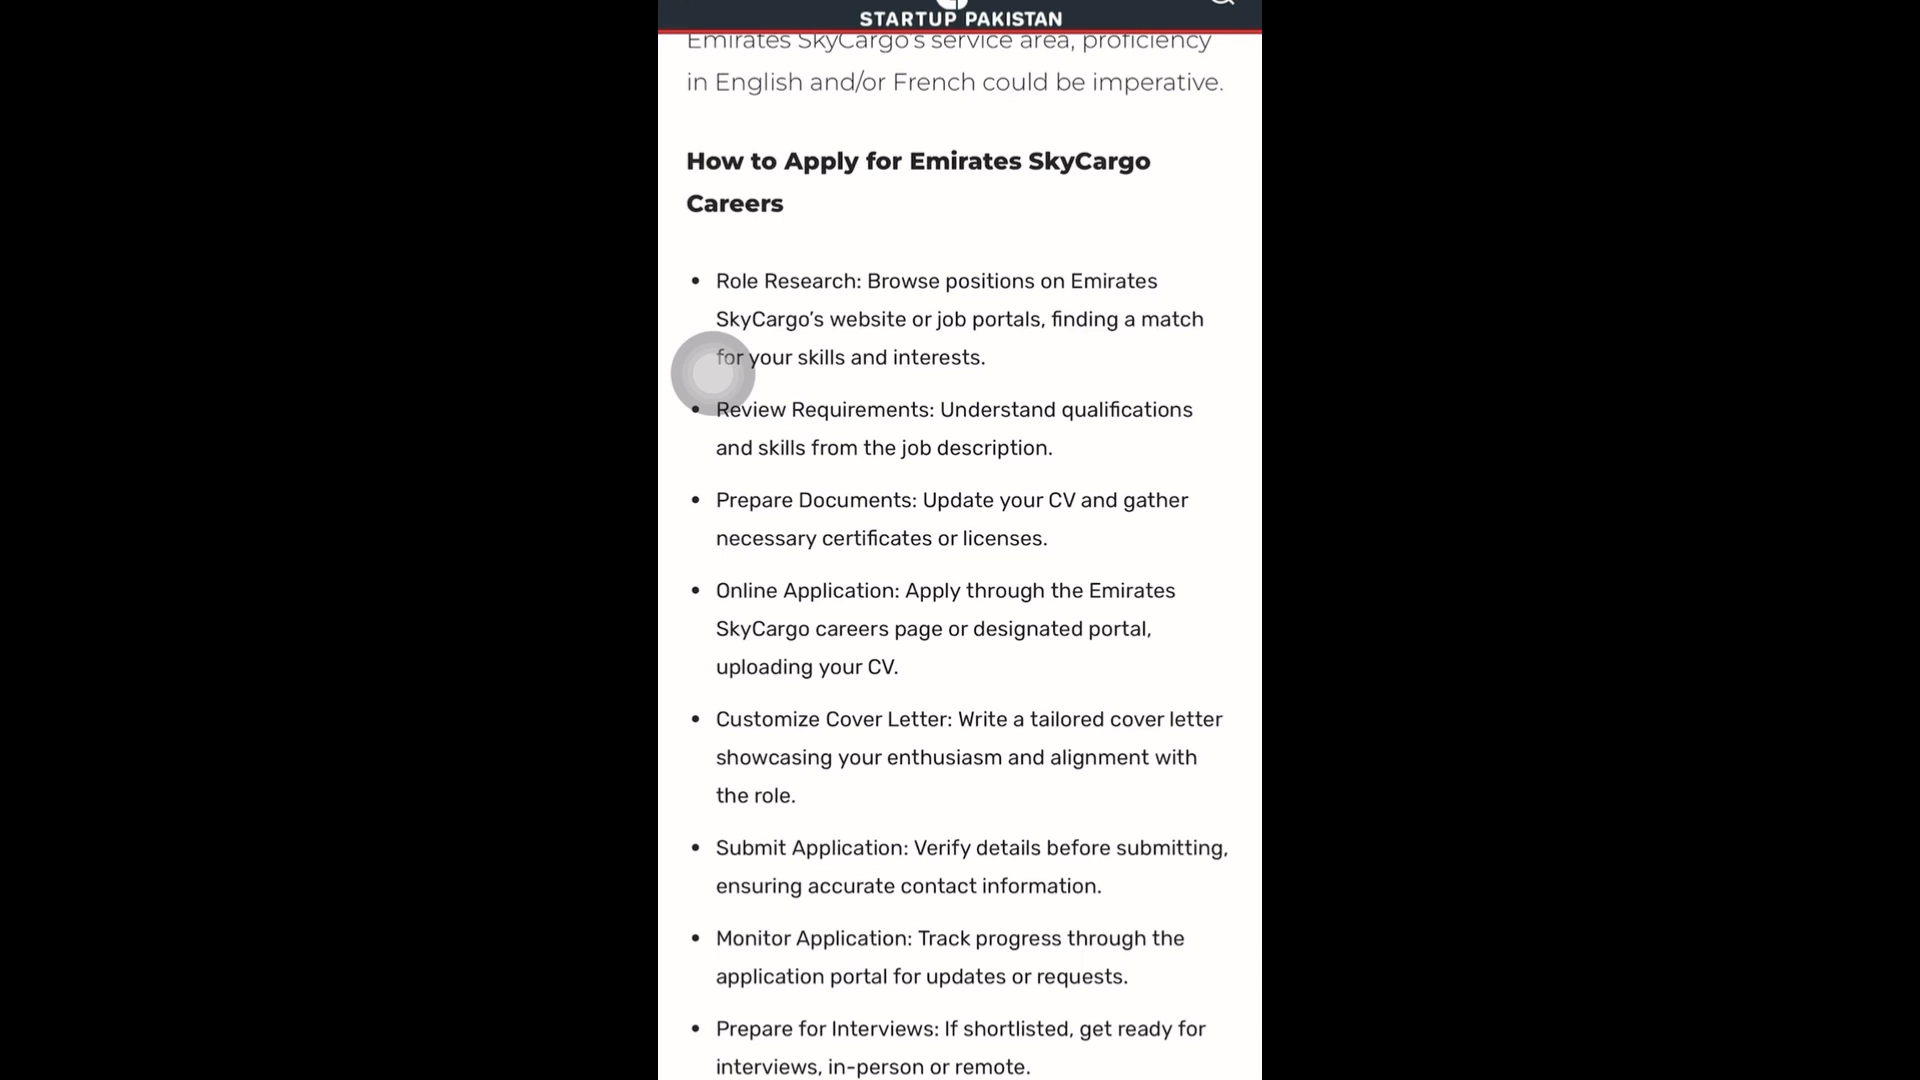 STARTUP PAKISTAN
Emirates SkyCargo's service area, proficiency
in English and/or French could be imperative.
How to Apply for Emirates SkyCargo
Careers
• Role Research: Browse positions on Emirates
SkyCargo's website or job portals, finding a match
for your skills and interests.
• Review Requirements: Understand qualifications
and skills from the job description.
• Prepare Documents: Update your CV and gather
necessary certificates or licenses.
• Online Application: Apply through the Emirates
SkyCargo careers page or designated portal,
uploading your CV.
• Customize Cover Letter: Write a tailored cover letter
showcasing your enthusiasm and alignment with
the role.
• Submit Application: Verify details before submitting,
ensuring accurate contact information.
• Monitor Application: Track progress through the
application portal for updates or requests.
• Prepare for Interviews: If shortlisted, get ready for
interviews, in-person or remote.